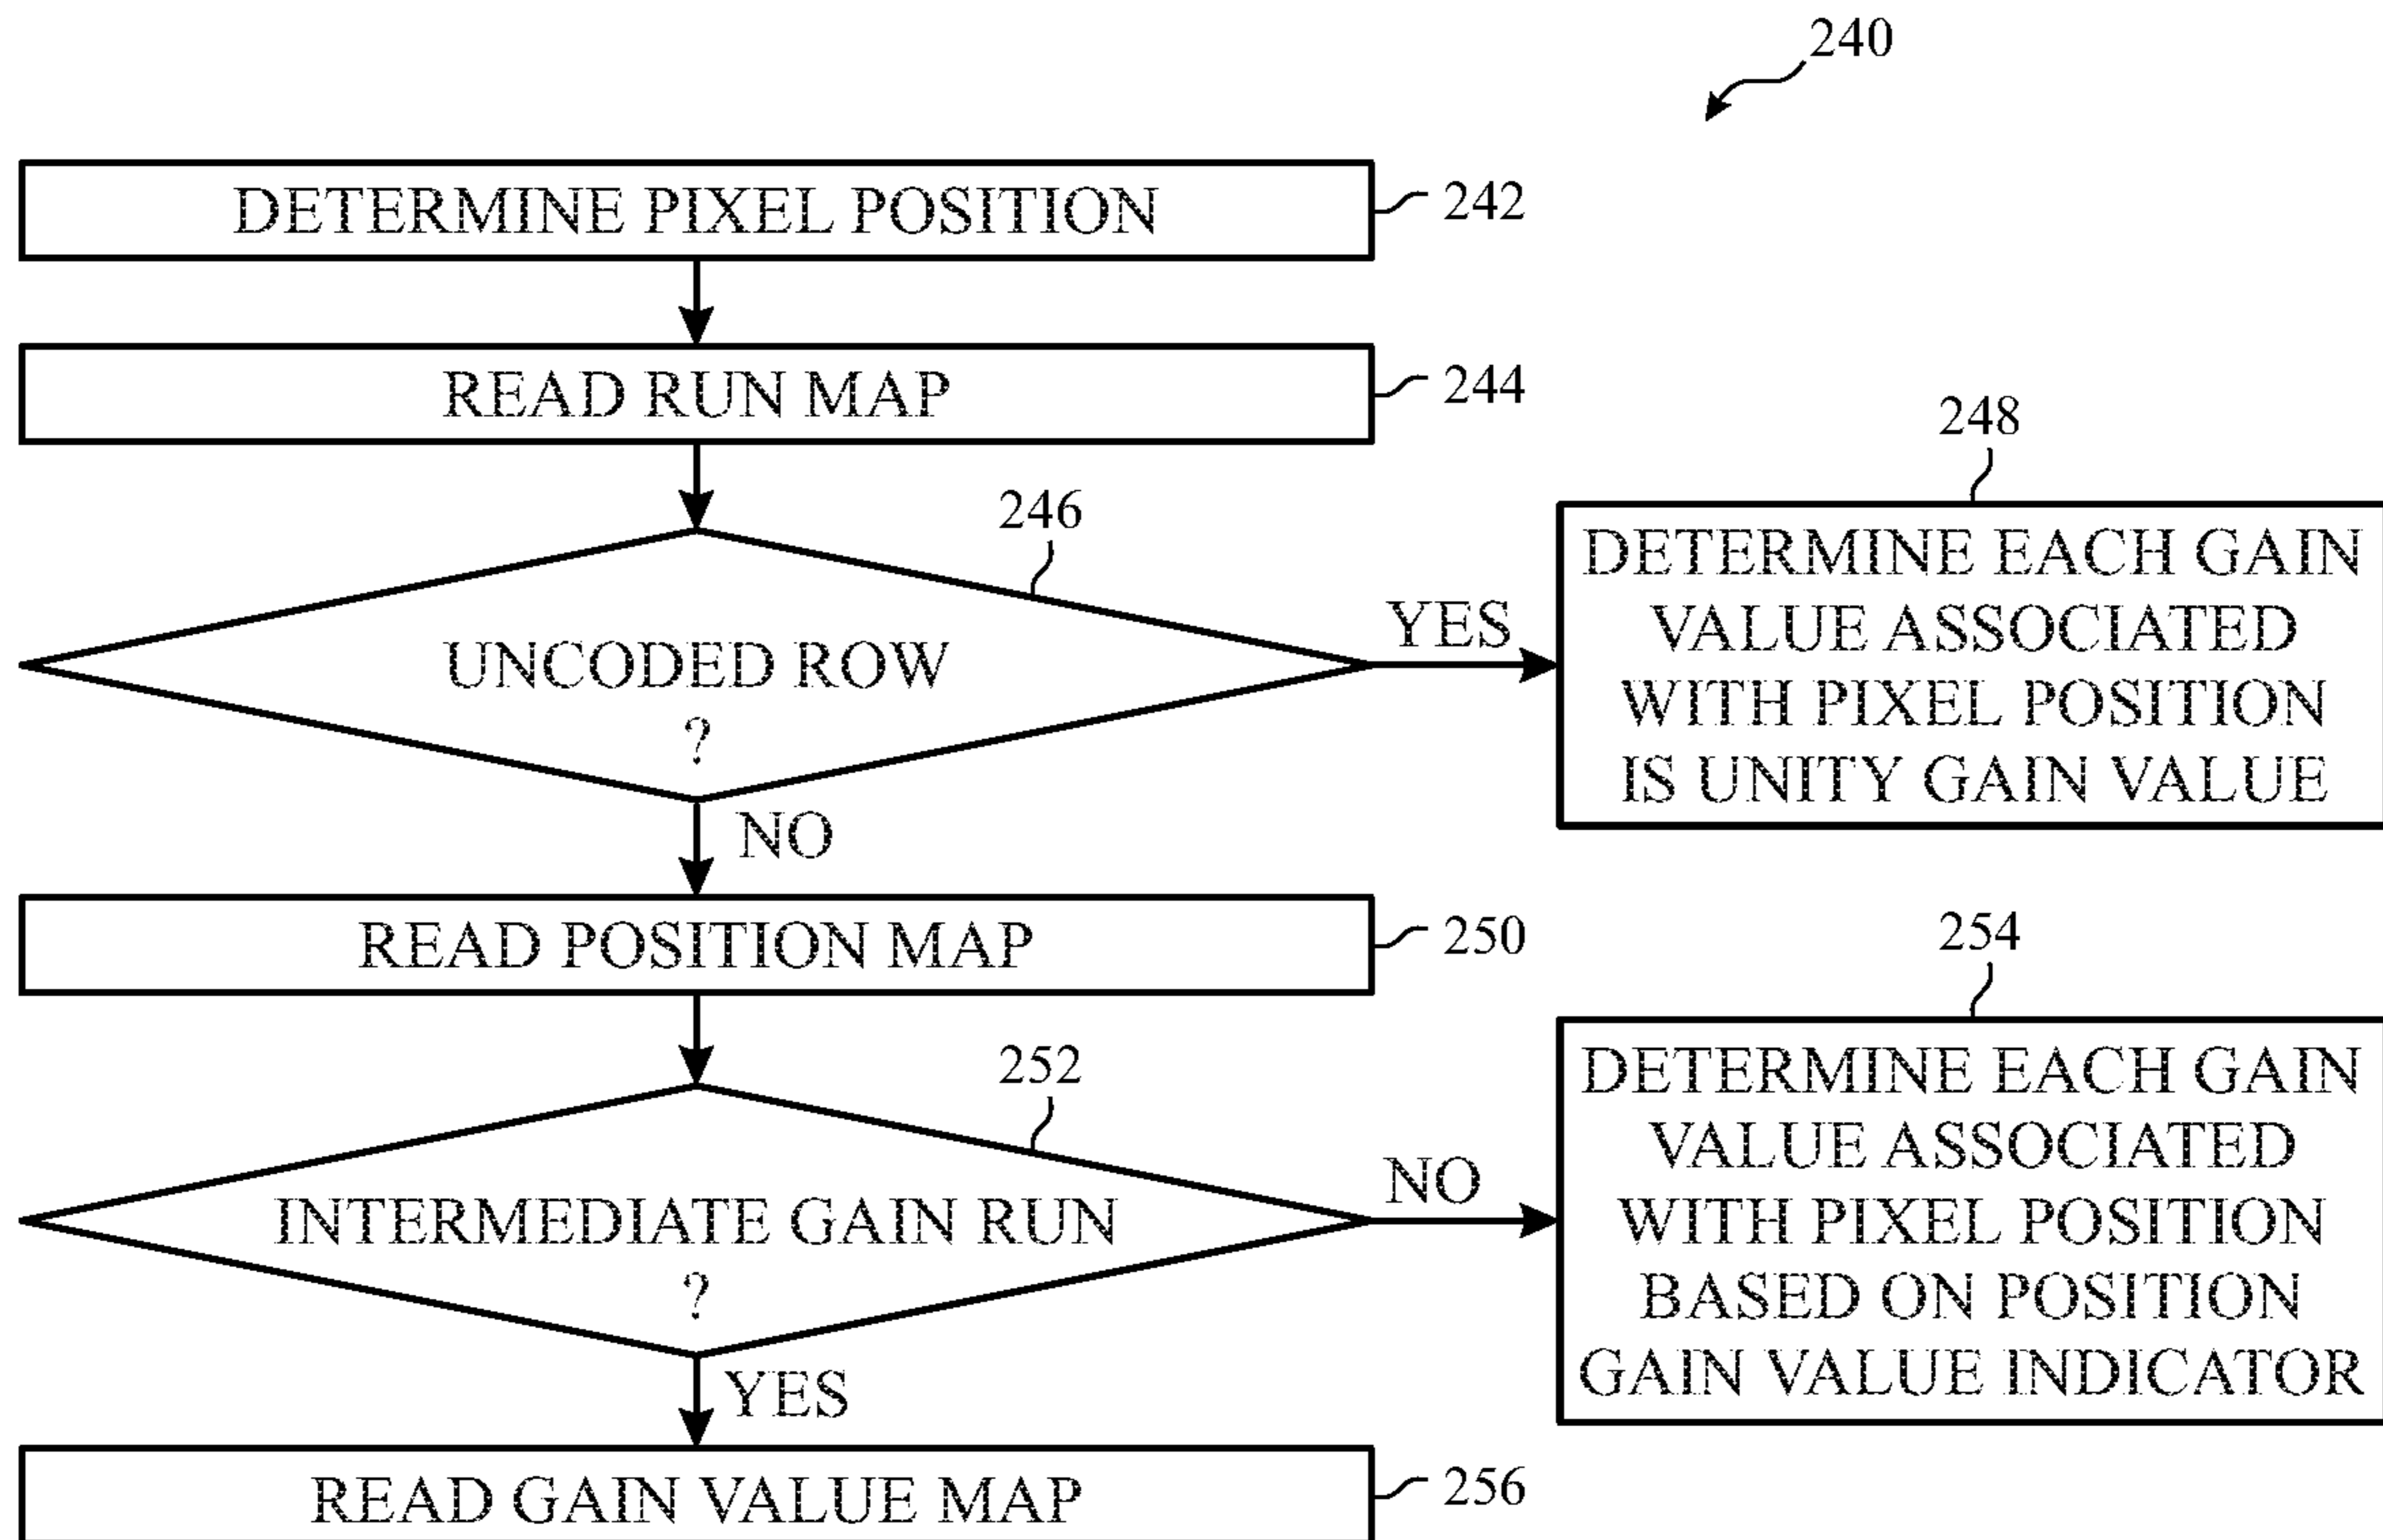 240
DETERMINE PIXEL POSITION
242
READ RUN MAP
244
246
UNCODED ROW
?
YES
248
DETERMINE EACH GAIN
VALUE ASSOCIATED
WITH PIXEL POSITION
IS UNITY GAIN VALUE
NO
READ POSITION MAP
250
252
INTERMEDIATE GAIN RUN
?
NO
254
DETERMINE EACH GAIN
VALUE ASSOCIATED
WITH PIXEL POSITION
BASED ON POSITION
GAIN VALUE INDICATOR
YES
READ GAIN VALUE MAP
256